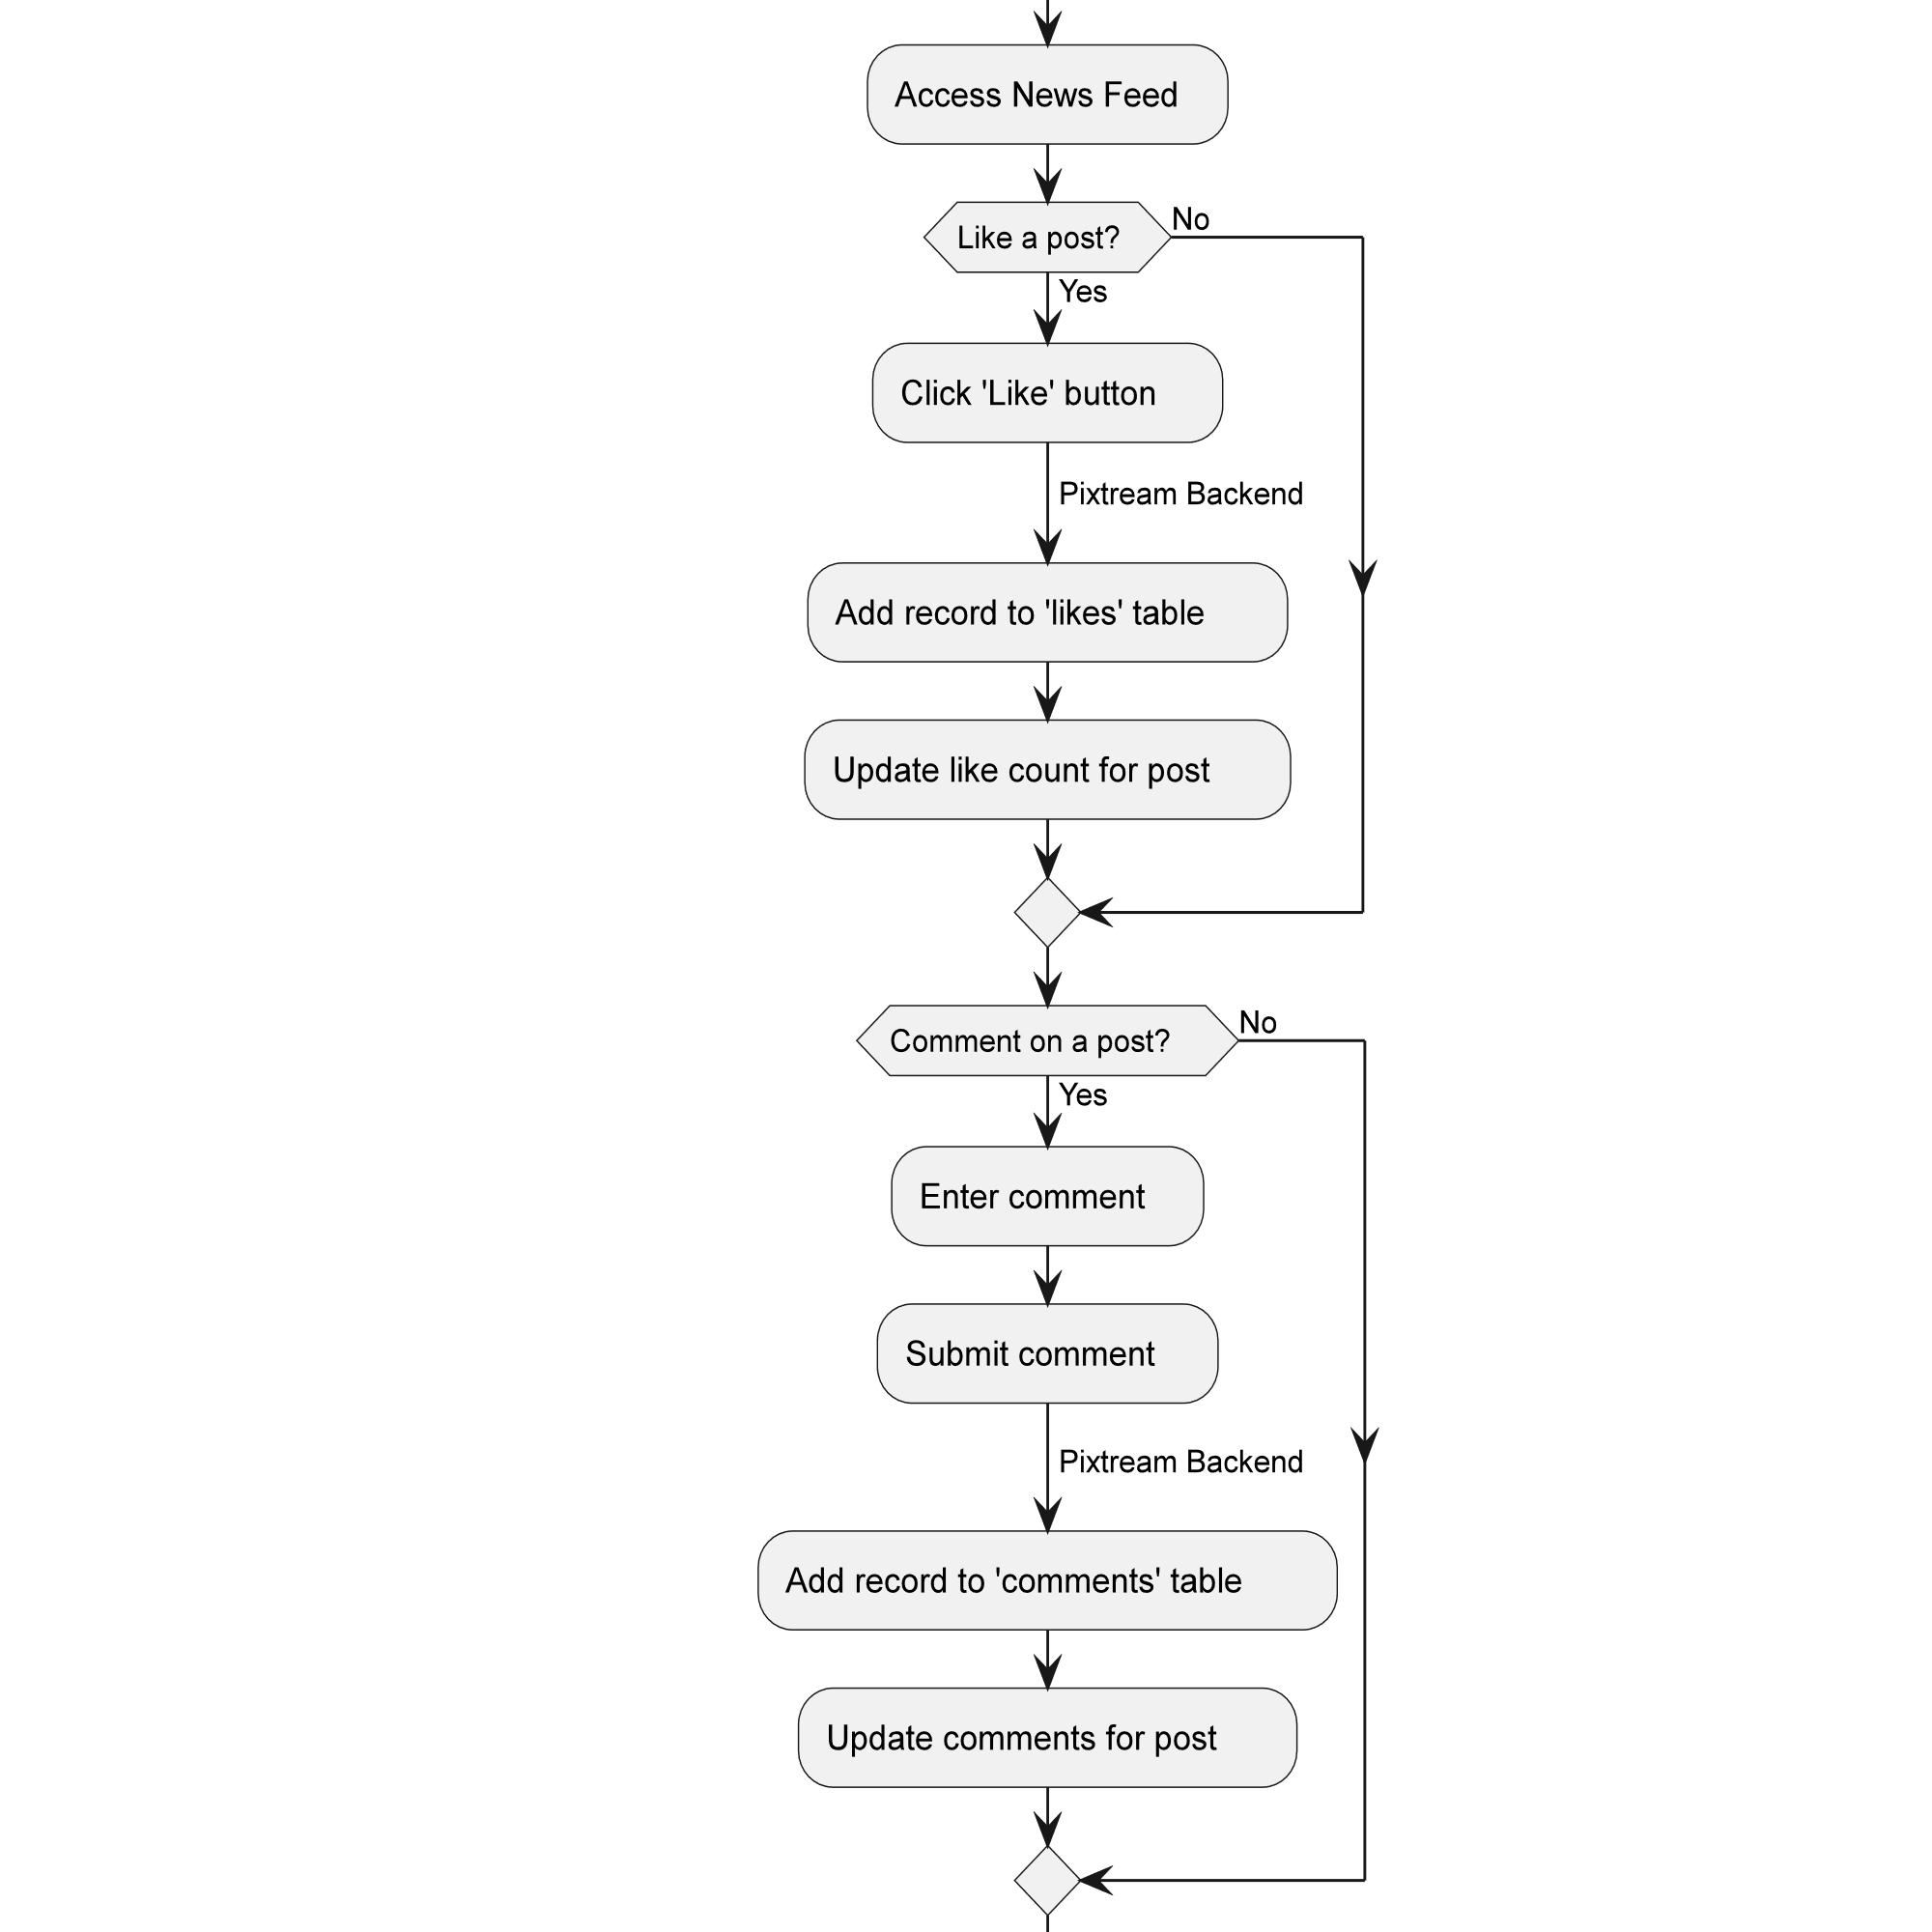 Access News Feed
Like a post?
No
Yes
Click 'Like' button
Pixtream Backend
Add record to 'likes' table
Update like count for post
Comment on a post?
No
Yes
Enter comment
Submit comment
Pixtream Backend
Add record to 'comments' table
Update comments for post